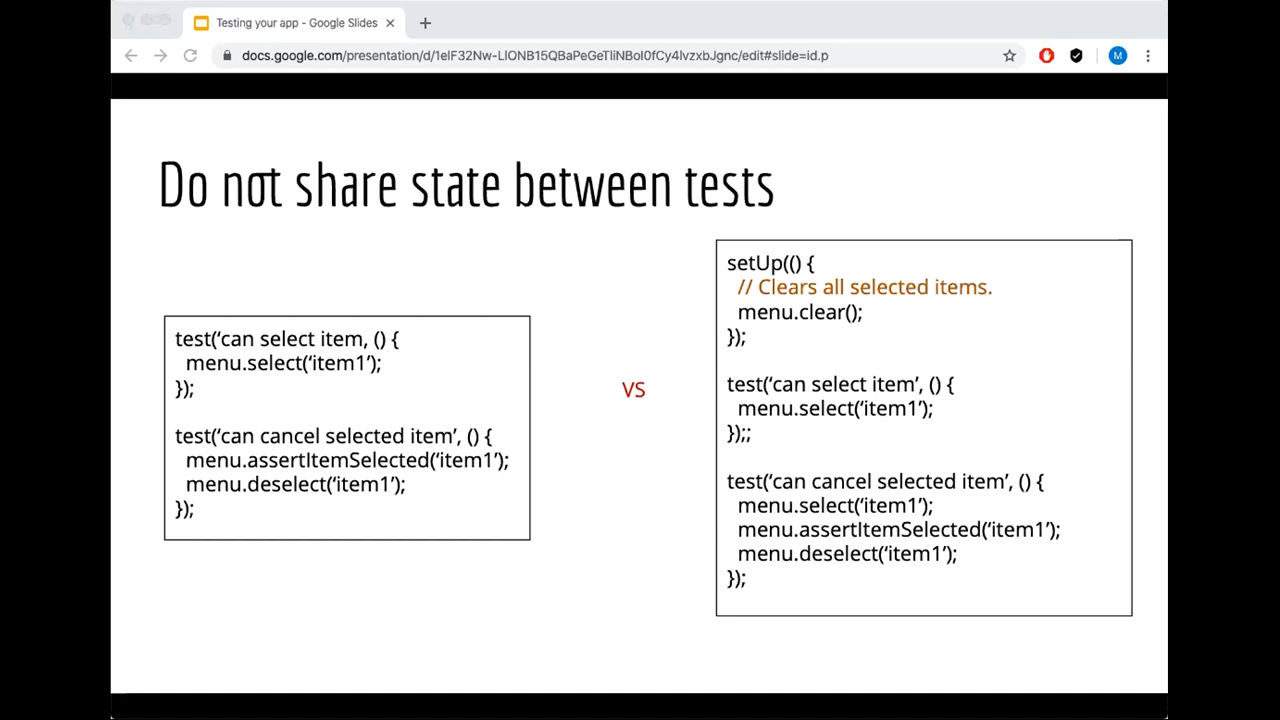 Testing your app - Google Slides
docs.google.com/presentation/d/1elF32Nw-LlONB15QBaPeGeTliNBoI0fCy4lvzxbJgnc/edit#slide=id.p
M
Do not share state between tests
test(‘can select item, () {
menu.select(‘item1’);
});
test(‘can cancel selected item’, () {
menu.assertItemSelected(‘item1’);
menu.deselect(‘item1’);
});
VS
setUp(() {
// Clears all selected items.
menu.clear();
});
test(‘can select item’, () {
menu.select(‘item1’);
});;
test(‘can cancel selected item’, () {
menu.select(‘item1’);
menu.assertItemSelected(‘item1’);
menu.deselect(‘item1’);
});